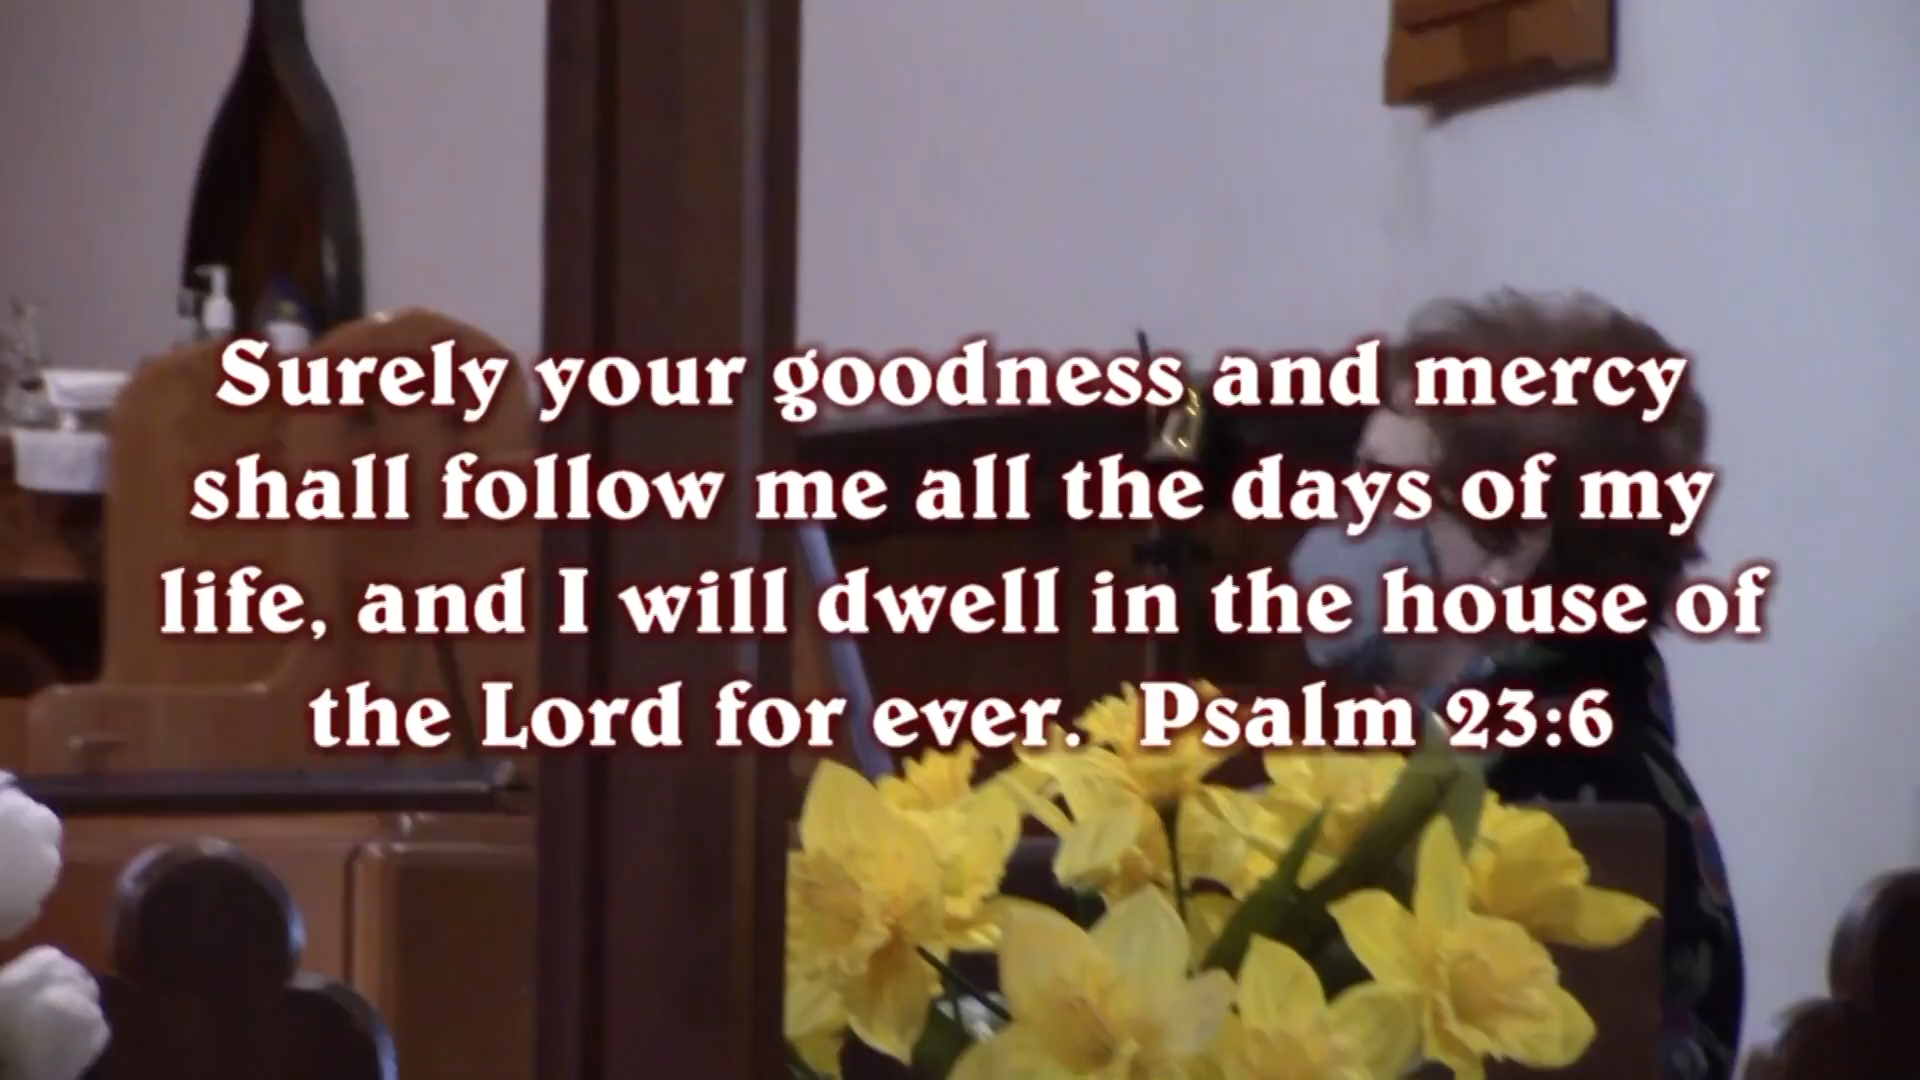 Surely your goodness and mercy
shall follow me all the days of my
life, and I will dwell in the house of
the Lord for ever.  Psalm 23:6